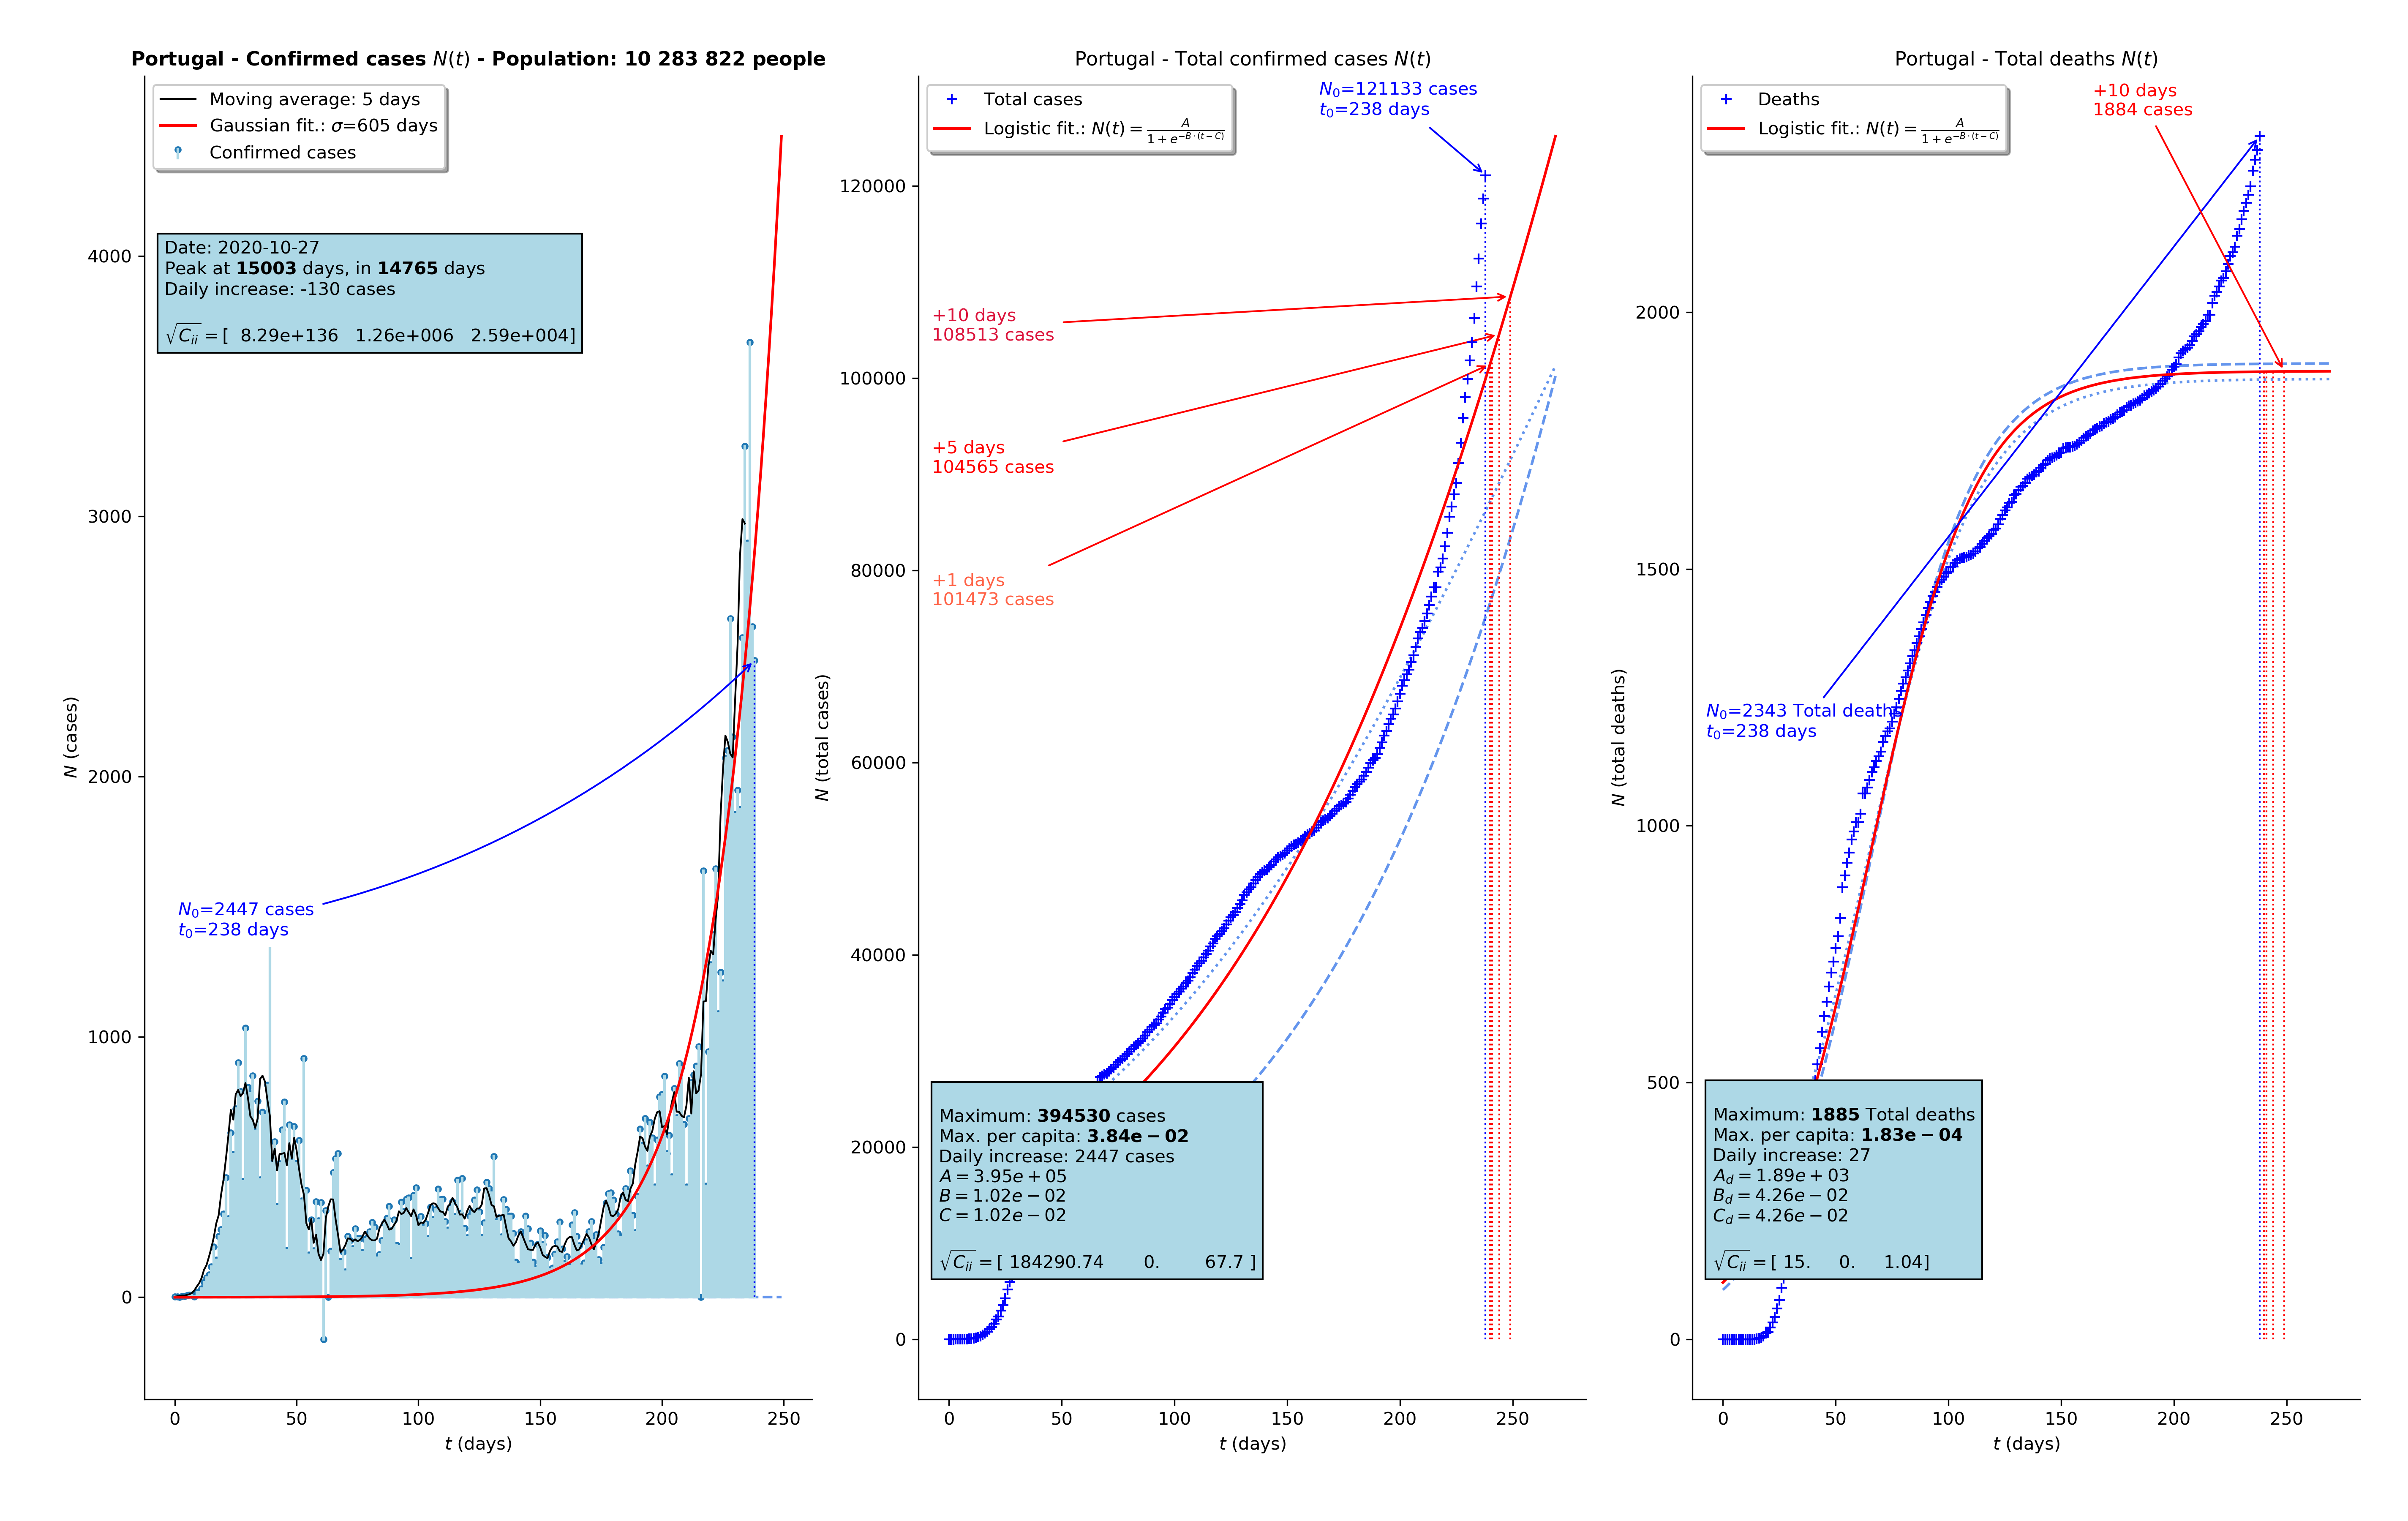 Portugal - Confirmed cases N(t) - Population: 10 283 822 people
Moving average: 5 days
Gaussian fit.: σ=605 days
Confirmed cases
Date: 2020-10-27
Peak at 15003 days, in 14765 days
Daily increase: -130 cases
√C_ii = [ 8.29e+136 1.26e+006 2.59e+004]
N₀=2447 cases
t₀=238 days
N (cases)
4000
3000
2000
1000
0
0 50 100 150 200 250
t (days)
Portugal - Total confirmed cases N(t)
Total cases
Logistic fit.: N(t) = A / (1 + e^{−B·(t−C)})
N₀=121133 cases
t₀=238 days
+10 days
108513 cases
+5 days
104565 cases
+1 days
101473 cases
Maximum: 394530 cases
Max. per capita: 3.84e − 02
Daily increase: 2447 cases
A = 3.95e + 05
B = 1.02e − 02
C = 1.02e − 02
√C_ii = [ 184290.74 0. 67.7 ]
N (total cases)
120000
100000
80000
60000
40000
20000
0
0 50 100 150 200 250
t (days)
Portugal - Total deaths N(t)
Deaths
Logistic fit.: N(t) = A / (1 + e^{−B·(t−C)})
+10 days
1884 cases
N₀=2343 Total deaths
t₀=238 days
Maximum: 1885 Total deaths
Max. per capita: 1.83e − 04
Daily increase: 27
A_d = 1.89e + 03
B_d = 4.26e − 02
C_d = 4.26e − 02
√C_ii = [ 15. 0. 1.04]
N (total deaths)
2000
1500
1000
500
0
0 50 100 150 200 250
t (days)